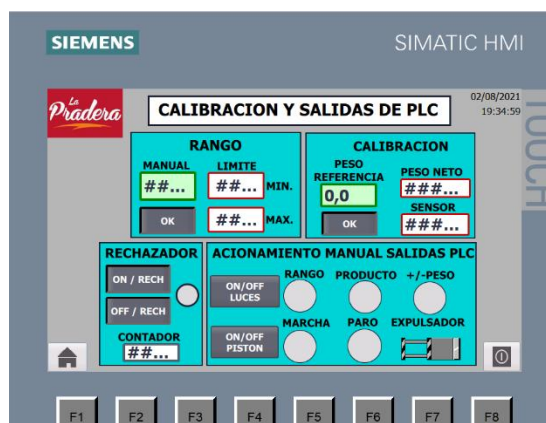 SIEMENS
SIMATIC HMI
TOUCH
La
Pradera
CALIBRACION Y SALIDAS DE PLC
02/08/2021
19:34:59
RANGO
MANUAL LIMITE
##... ##... MIN.
OK ##... MAX.
CALIBRACION
PESO
REFERENCIA
PESO NETO
0,0
###...
SENSOR
OK
###...
RECHAZADOR
ON / RECH
OFF / RECH
CONTADOR
##...
ACIONAMIENTO MANUAL SALIDAS PLC
ON/OFF
LUCES
RANGO PRODUCTO +/-PESO
ON/OFF
PISTON
MARCHA PARO EXPULSADOR
F1 F2 F3 F4 F5 F6 F7 F8